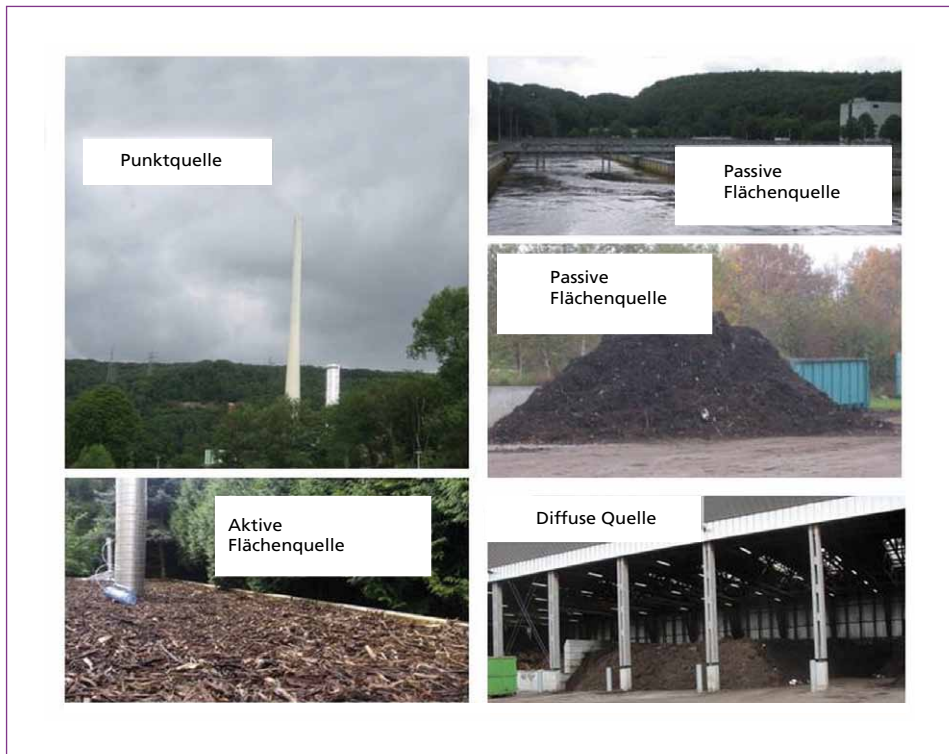 Punktquelle
Passive
Flächenquelle
Passive
Flächenquelle
Aktive
Flächenquelle
Diffuse Quelle